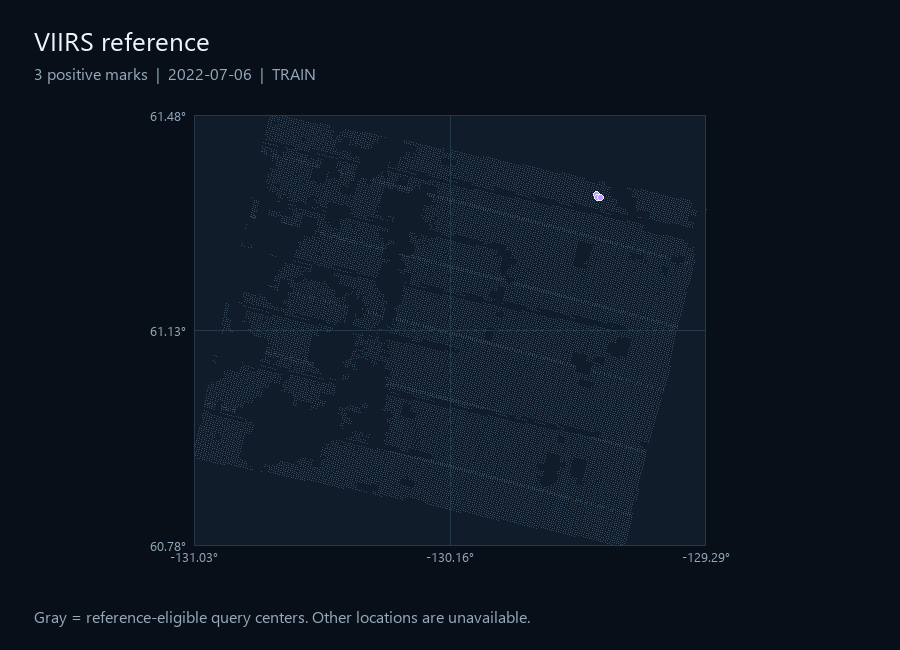 VIIRS reference
3 positive marks | 2022-07-06 | TRAIN
61.48°
61.13°
60.78°
-131.03°
-130.16°
-129.29°
Gray = reference-eligible query centers. Other locations are unavailable.